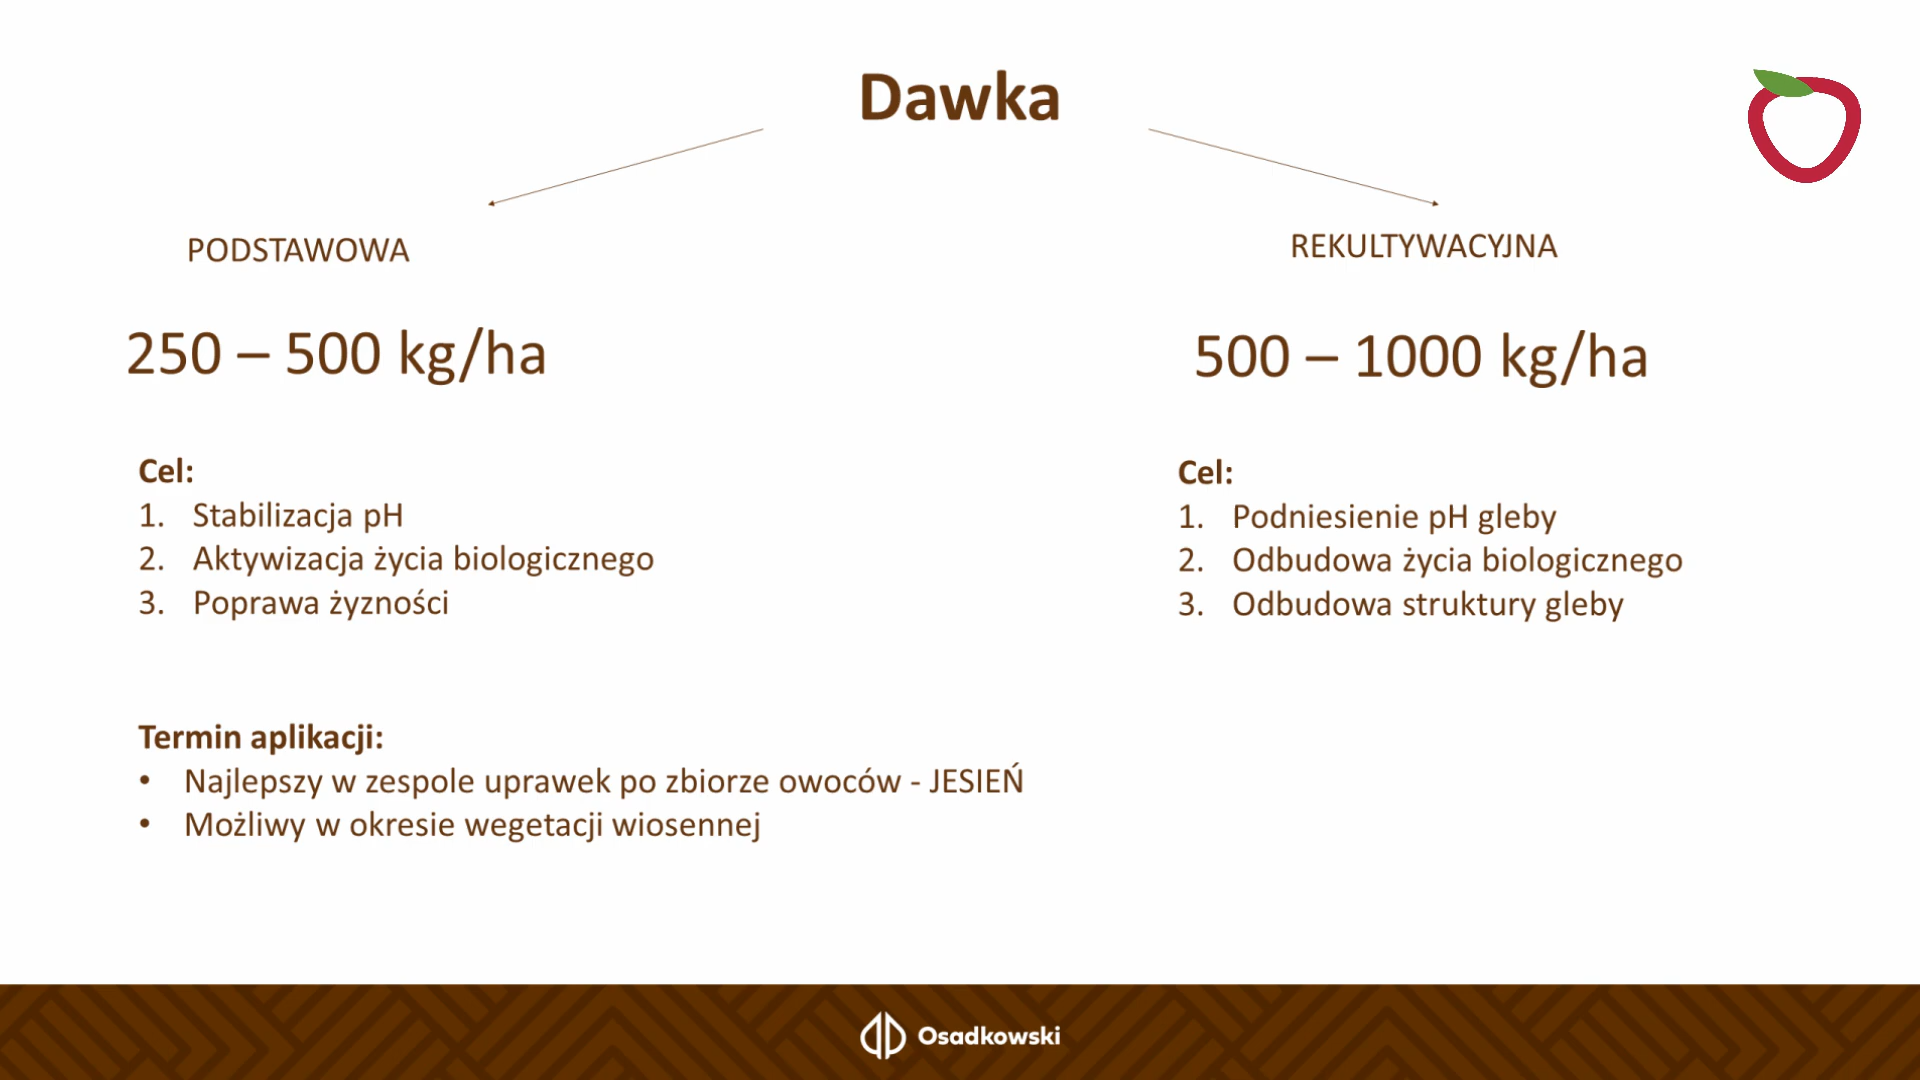 Dawka
PODSTAWOWA
250 – 500 kg/ha
Cel:
1. Stabilizacja pH
2. Aktywizacja życia biologicznego
3. Poprawa żyzności
REKULTYWACYJNA
500 – 1000 kg/ha
Cel:
1. Podniesienie pH gleby
2. Odbudowa życia biologicznego
3. Odbudowa struktury gleby
Termin aplikacji:
• Najlepszy w zespole uprawek po zbiorze owoców - JESIEŃ
• Możliwy w okresie wegetacji wiosennej
Osadkowski